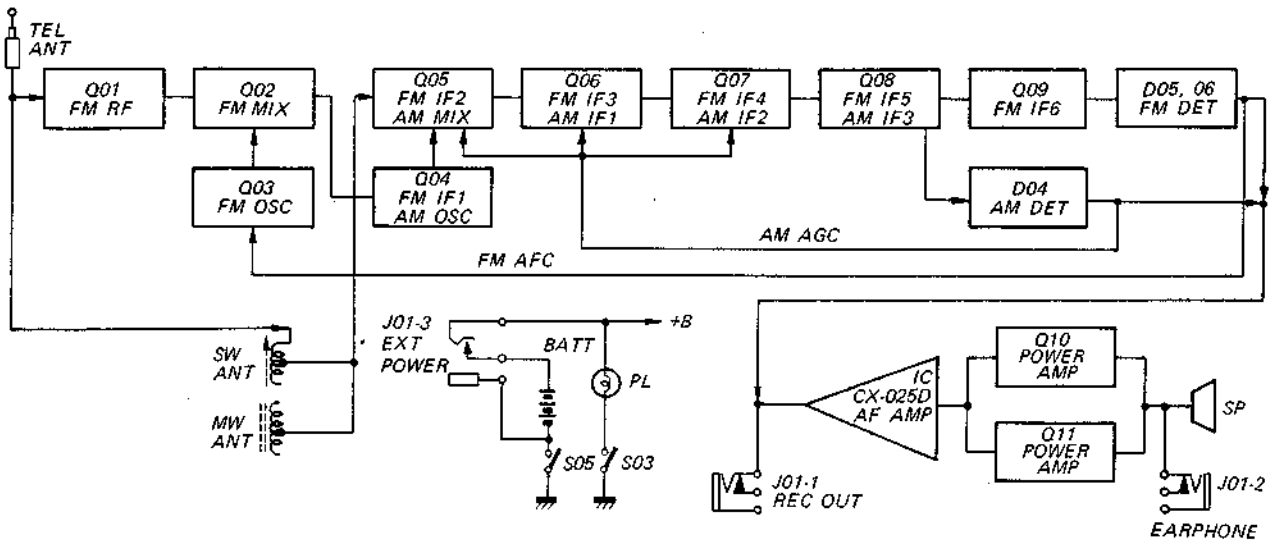 TEL
ANT
Q01
FM RF
Q02
FM MIX
Q05
FM IF2
AM MIX
Q06
FM IF3
AM IF1
Q07
FM IF4
AM IF2
Q08
FM IF5
AM IF3
Q09
FM IF6
D05, 06
FM DET
Q03
FM OSC
Q04
FM IF1
AM OSC
D04
AM DET
AM AGC
FM AFC
SW
ANT
MW
ANT
J01-3
EXT
POWER
BATT
+B
PL
S05
S03
IC
CX-025D
AF AMP
Q10
POWER
AMP
Q11
POWER
AMP
SP
J01-1
REC OUT
J01-2
EARPHONE